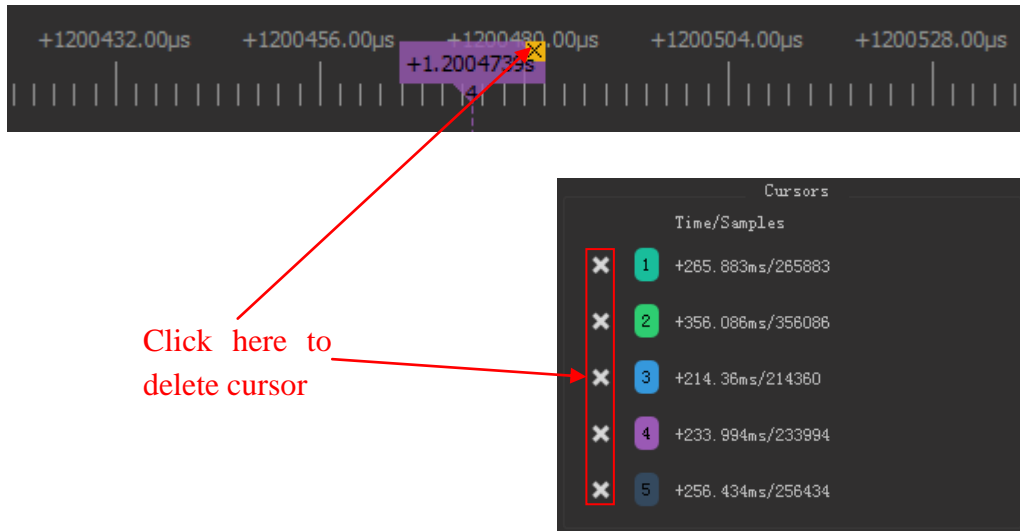 +1200432.00µs +1200456.00µs +1200480.00µs +1200504.00µs +1200528.00µs
+1.2004739s
4
Cursors
Time/Samples
1 +265.883ms/265883
2 +356.086ms/356086
3 +214.36ms/214360
4 +233.994ms/233994
5 +256.434ms/256434
Click here to
delete cursor